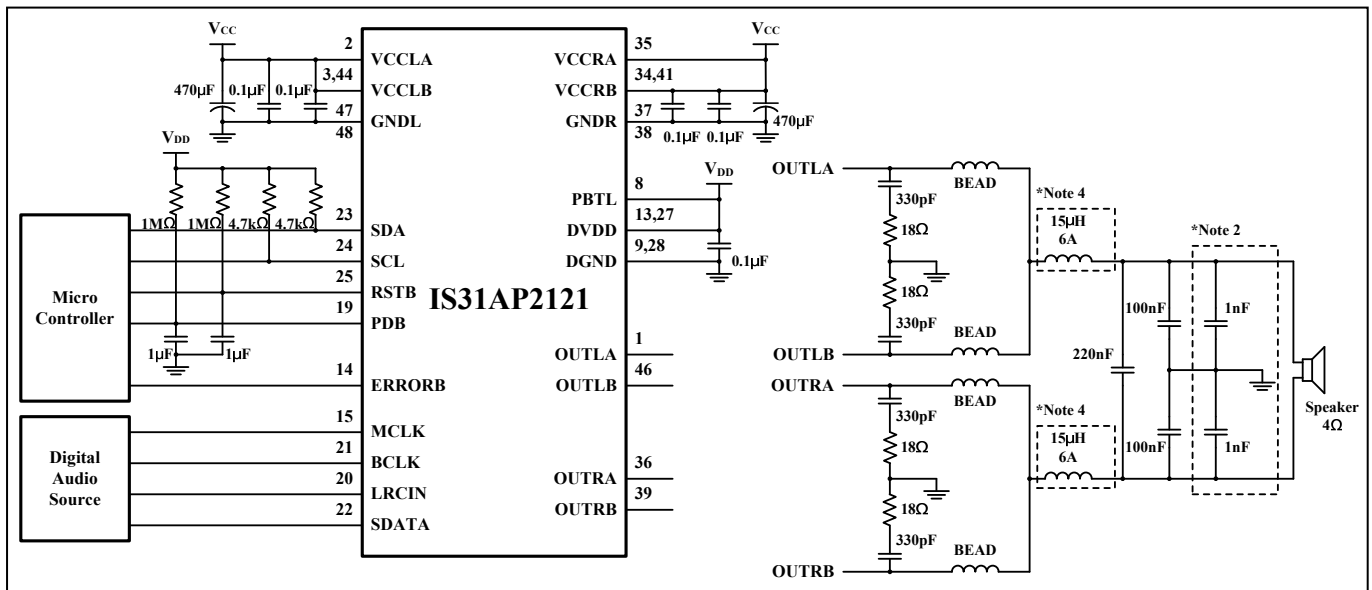 VCC
470µF
0.1µF
0.1µF
2
VCCLA
3,44
VCCLB
47
GNDL
48
VDD
1MΩ
1MΩ
4.7kΩ
4.7kΩ
Micro
Controller
23
SDA
24
SCL
25
RSTB
19
PDB
1µF
1µF
14
ERRORB
Digital
Audio
Source
15
MCLK
21
BCLK
20
LRCIN
22
SDATA
IS31AP2121
35
VCCRA
VCC
34,41
VCCRB
37
GNDR
38
0.1µF
0.1µF
470µF
VDD
8
PBTL
13,27
DVDD
9,28
DGND
0.1µF
1
OUTLA
46
OUTLB
36
OUTRA
39
OUTRB
OUTLA
BEAD
330pF
18Ω
18Ω
330pF
OUTLB
BEAD
OUTRA
BEAD
330pF
18Ω
18Ω
330pF
OUTRB
BEAD
*Note 4
15µH
6A
*Note 4
15µH
6A
220nF
100nF
100nF
*Note 2
1nF
1nF
Speaker
4Ω